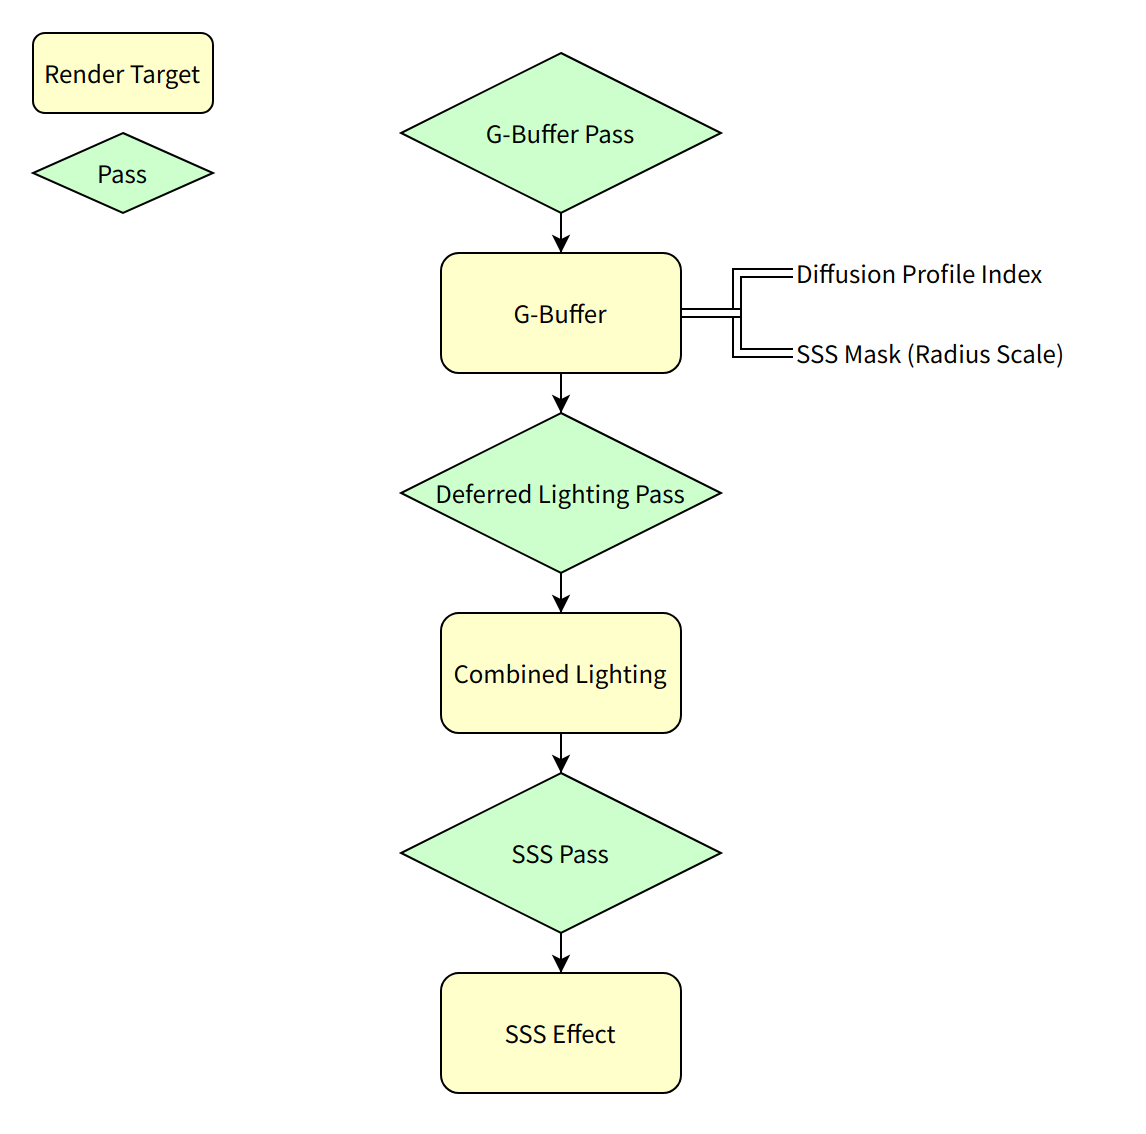 Render Target
Pass
G-Buffer Pass
G-Buffer
Diffusion Profile Index
SSS Mask (Radius Scale)
Deferred Lighting Pass
Combined Lighting
SSS Pass
SSS Effect